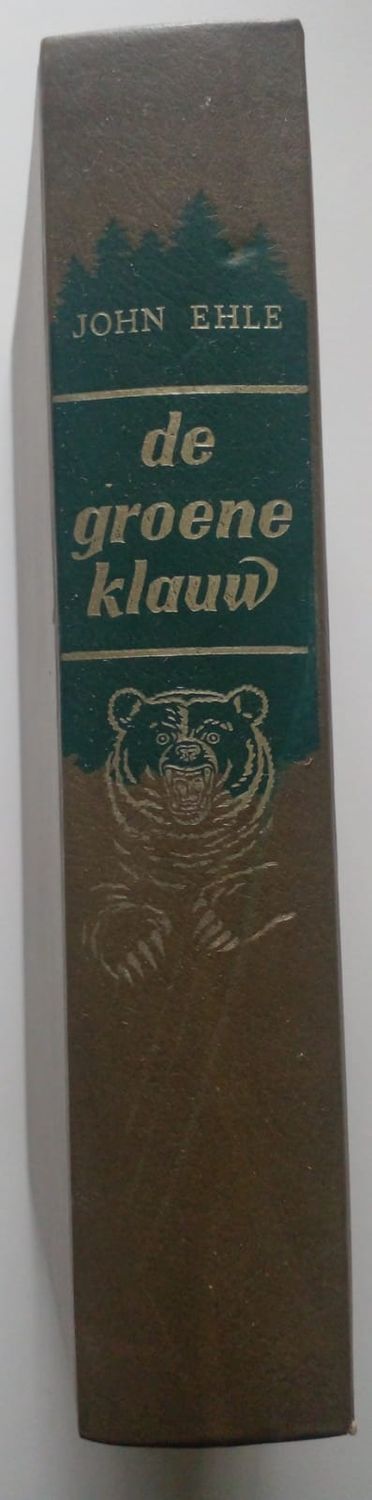 JOHN EHLE
de
groene
klauw